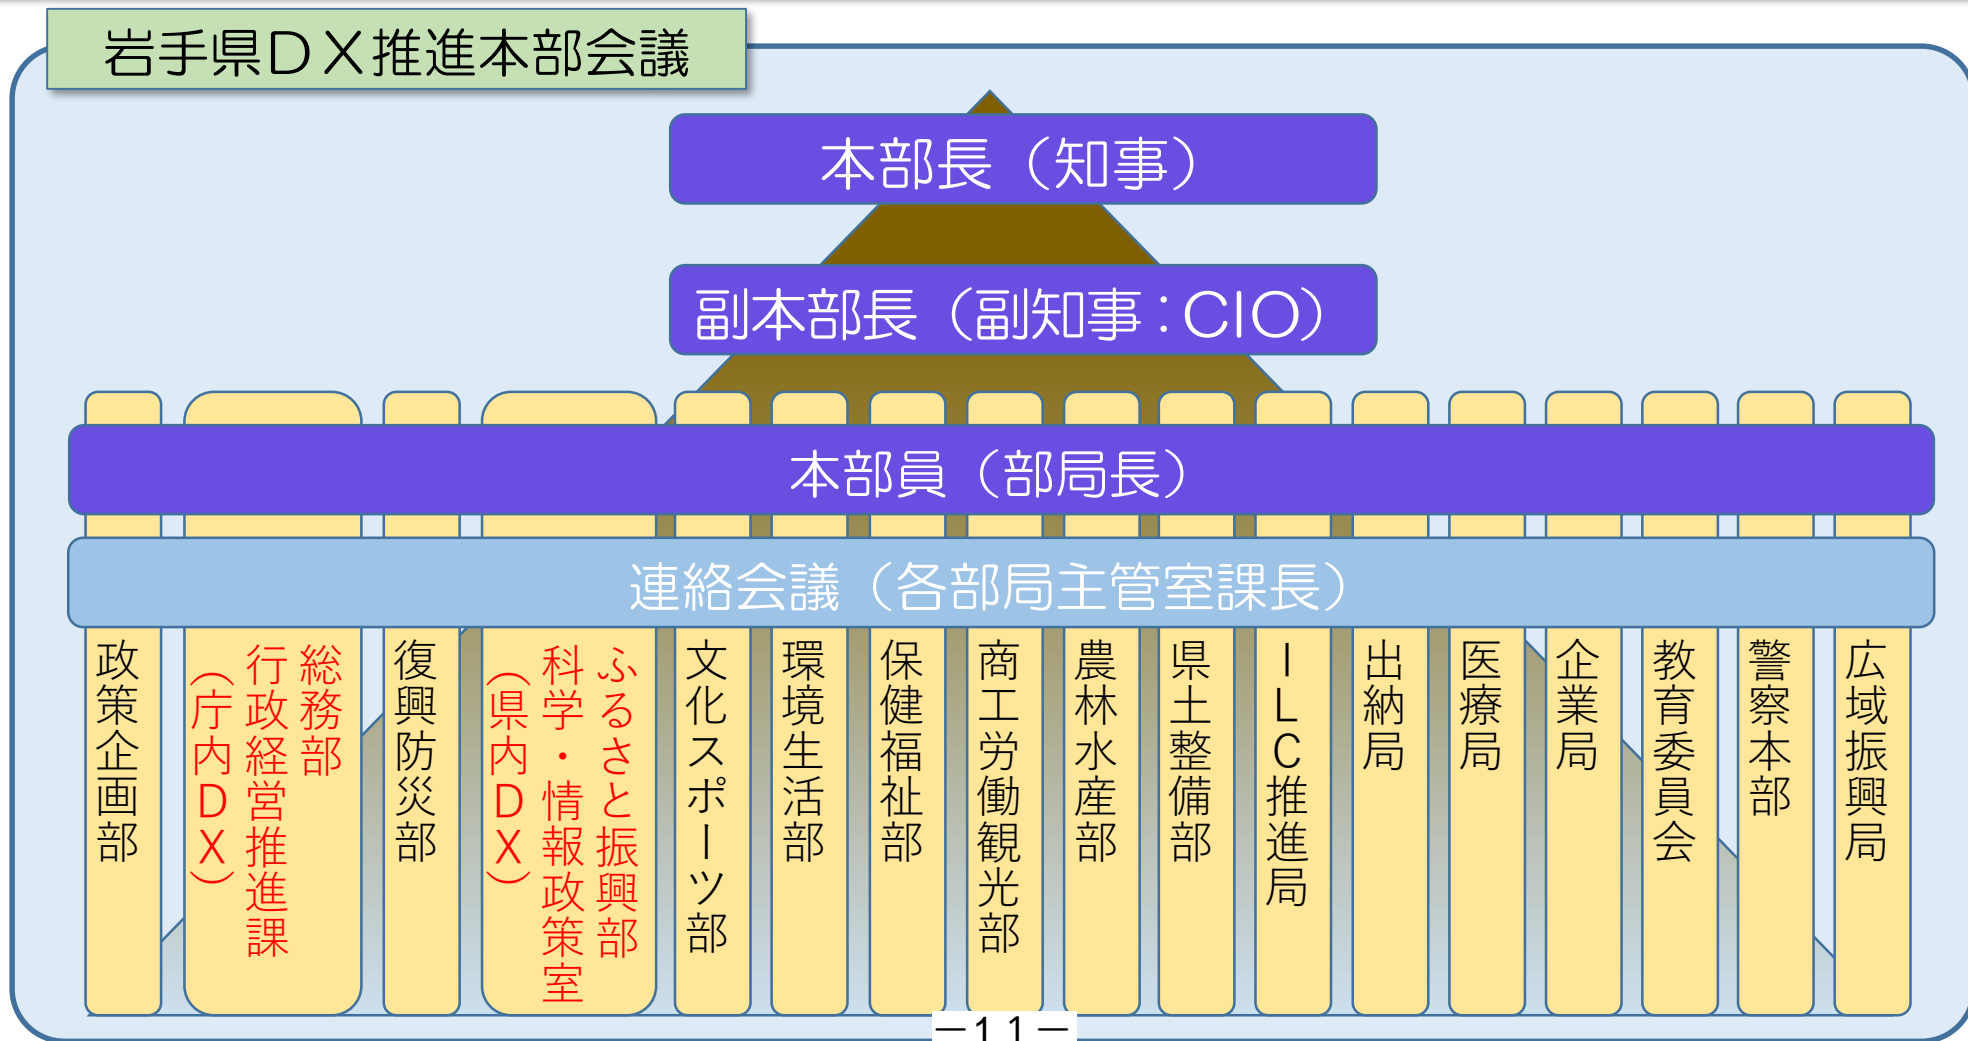 岩手県DX推進本部会議
本部長（知事）
副本部長（副知事：CIO）
本部員（部局長）
連絡会議（各部局主管室課長）
政策企画部
総務部
行政経営推進課
（庁内DX）
復興防災部
ふるさと振興部
科学・情報政策室
（県内DX）
文化スポーツ部
環境生活部
保健福祉部
商工労働観光部
農林水産部
県土整備部
ILC推進局
出納局
医療局
企業局
教育委員会
警察本部
広域振興局
－11－